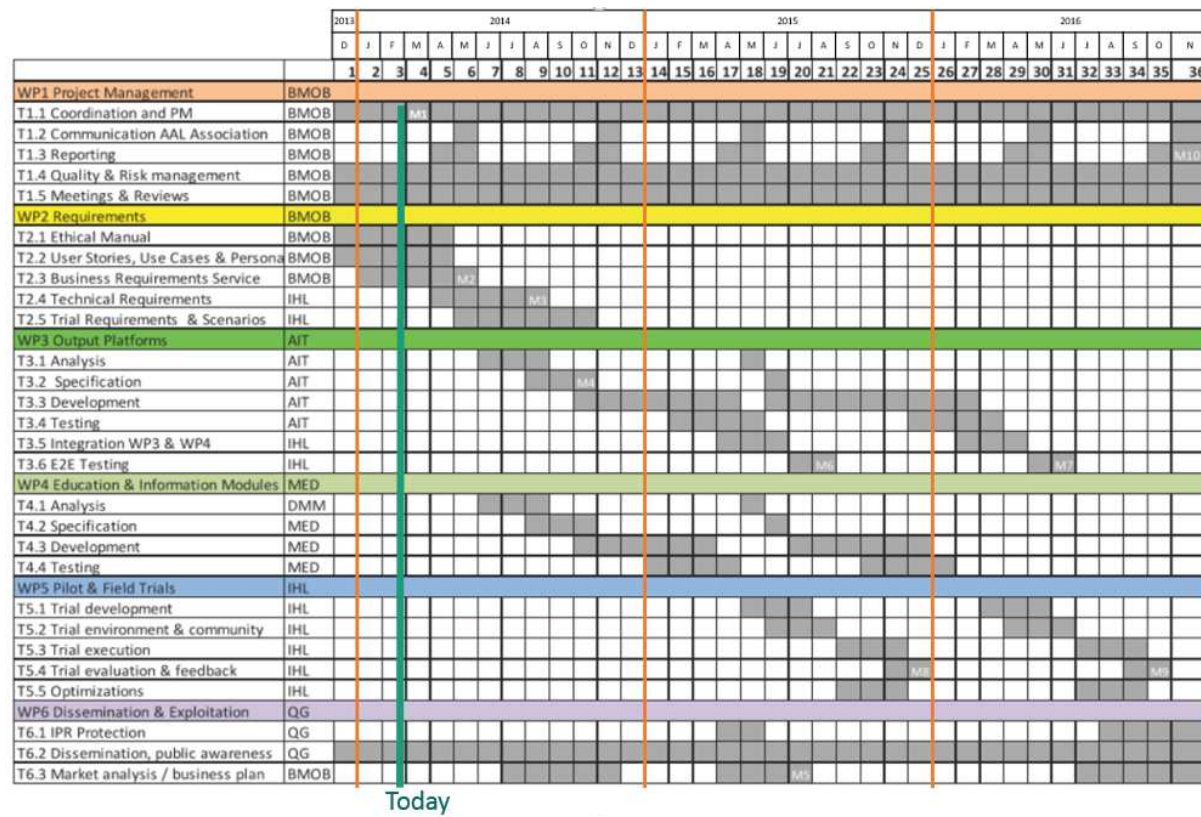 2013 2014 2015 2016
D J F M A M J J A S O N D J F M A M J J A S O N D J F M A M J J A S O N
1 2 3 4 5 6 7 8 9 10 11 12 13 14 15 16 17 18 19 20 21 22 23 24 25 26 27 28 29 30 31 32 33 34 35 36
WP1 Project Management BMOB
T1.1 Coordination and PM BMOB M1
T1.2 Communication AAL Association BMOB
T1.3 Reporting BMOB M10
T1.4 Quality & Risk management BMOB
T1.5 Meetings & Reviews BMOB
WP2 Requirements BMOB
T2.1 Ethical Manual BMOB
T2.2 User Stories, Use Cases & Persona BMOB
T2.3 Business Requirements Service BMOB M2
T2.4 Technical Requirements IHL M3
T2.5 Trial Requirements & Scenarios IHL
WP3 Output Platforms AIT
T3.1 Analysis AIT
T3.2 Specification AIT M4
T3.3 Development AIT
T3.4 Testing AIT
T3.5 Integration WP3 & WP4 IHL
T3.6 E2E Testing IHL M6 M7
WP4 Education & Information Modules MED
T4.1 Analysis DMM
T4.2 Specification MED
T4.3 Development MED
T4.4 Testing MED
WP5 Pilot & Field Trials IHL
T5.1 Trial development IHL
T5.2 Trial environment & community IHL
T5.3 Trial execution IHL
T5.4 Trial evaluation & feedback IHL M8 M9
T5.5 Optimizations IHL
WP6 Dissemination & Exploitation QG
T6.1 IPR Protection QG
T6.2 Dissemination, public awareness QG
T6.3 Market analysis / business plan BMOB M5
Today